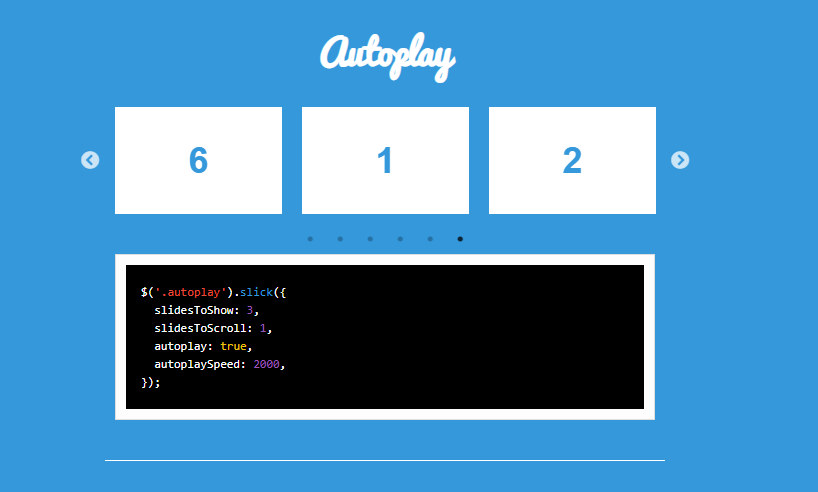 Autoplay
6 1 2
$('.autoplay').slick({
  slidesToShow: 3,
  slidesToScroll: 1,
  autoplay: true,
  autoplaySpeed: 2000,
});